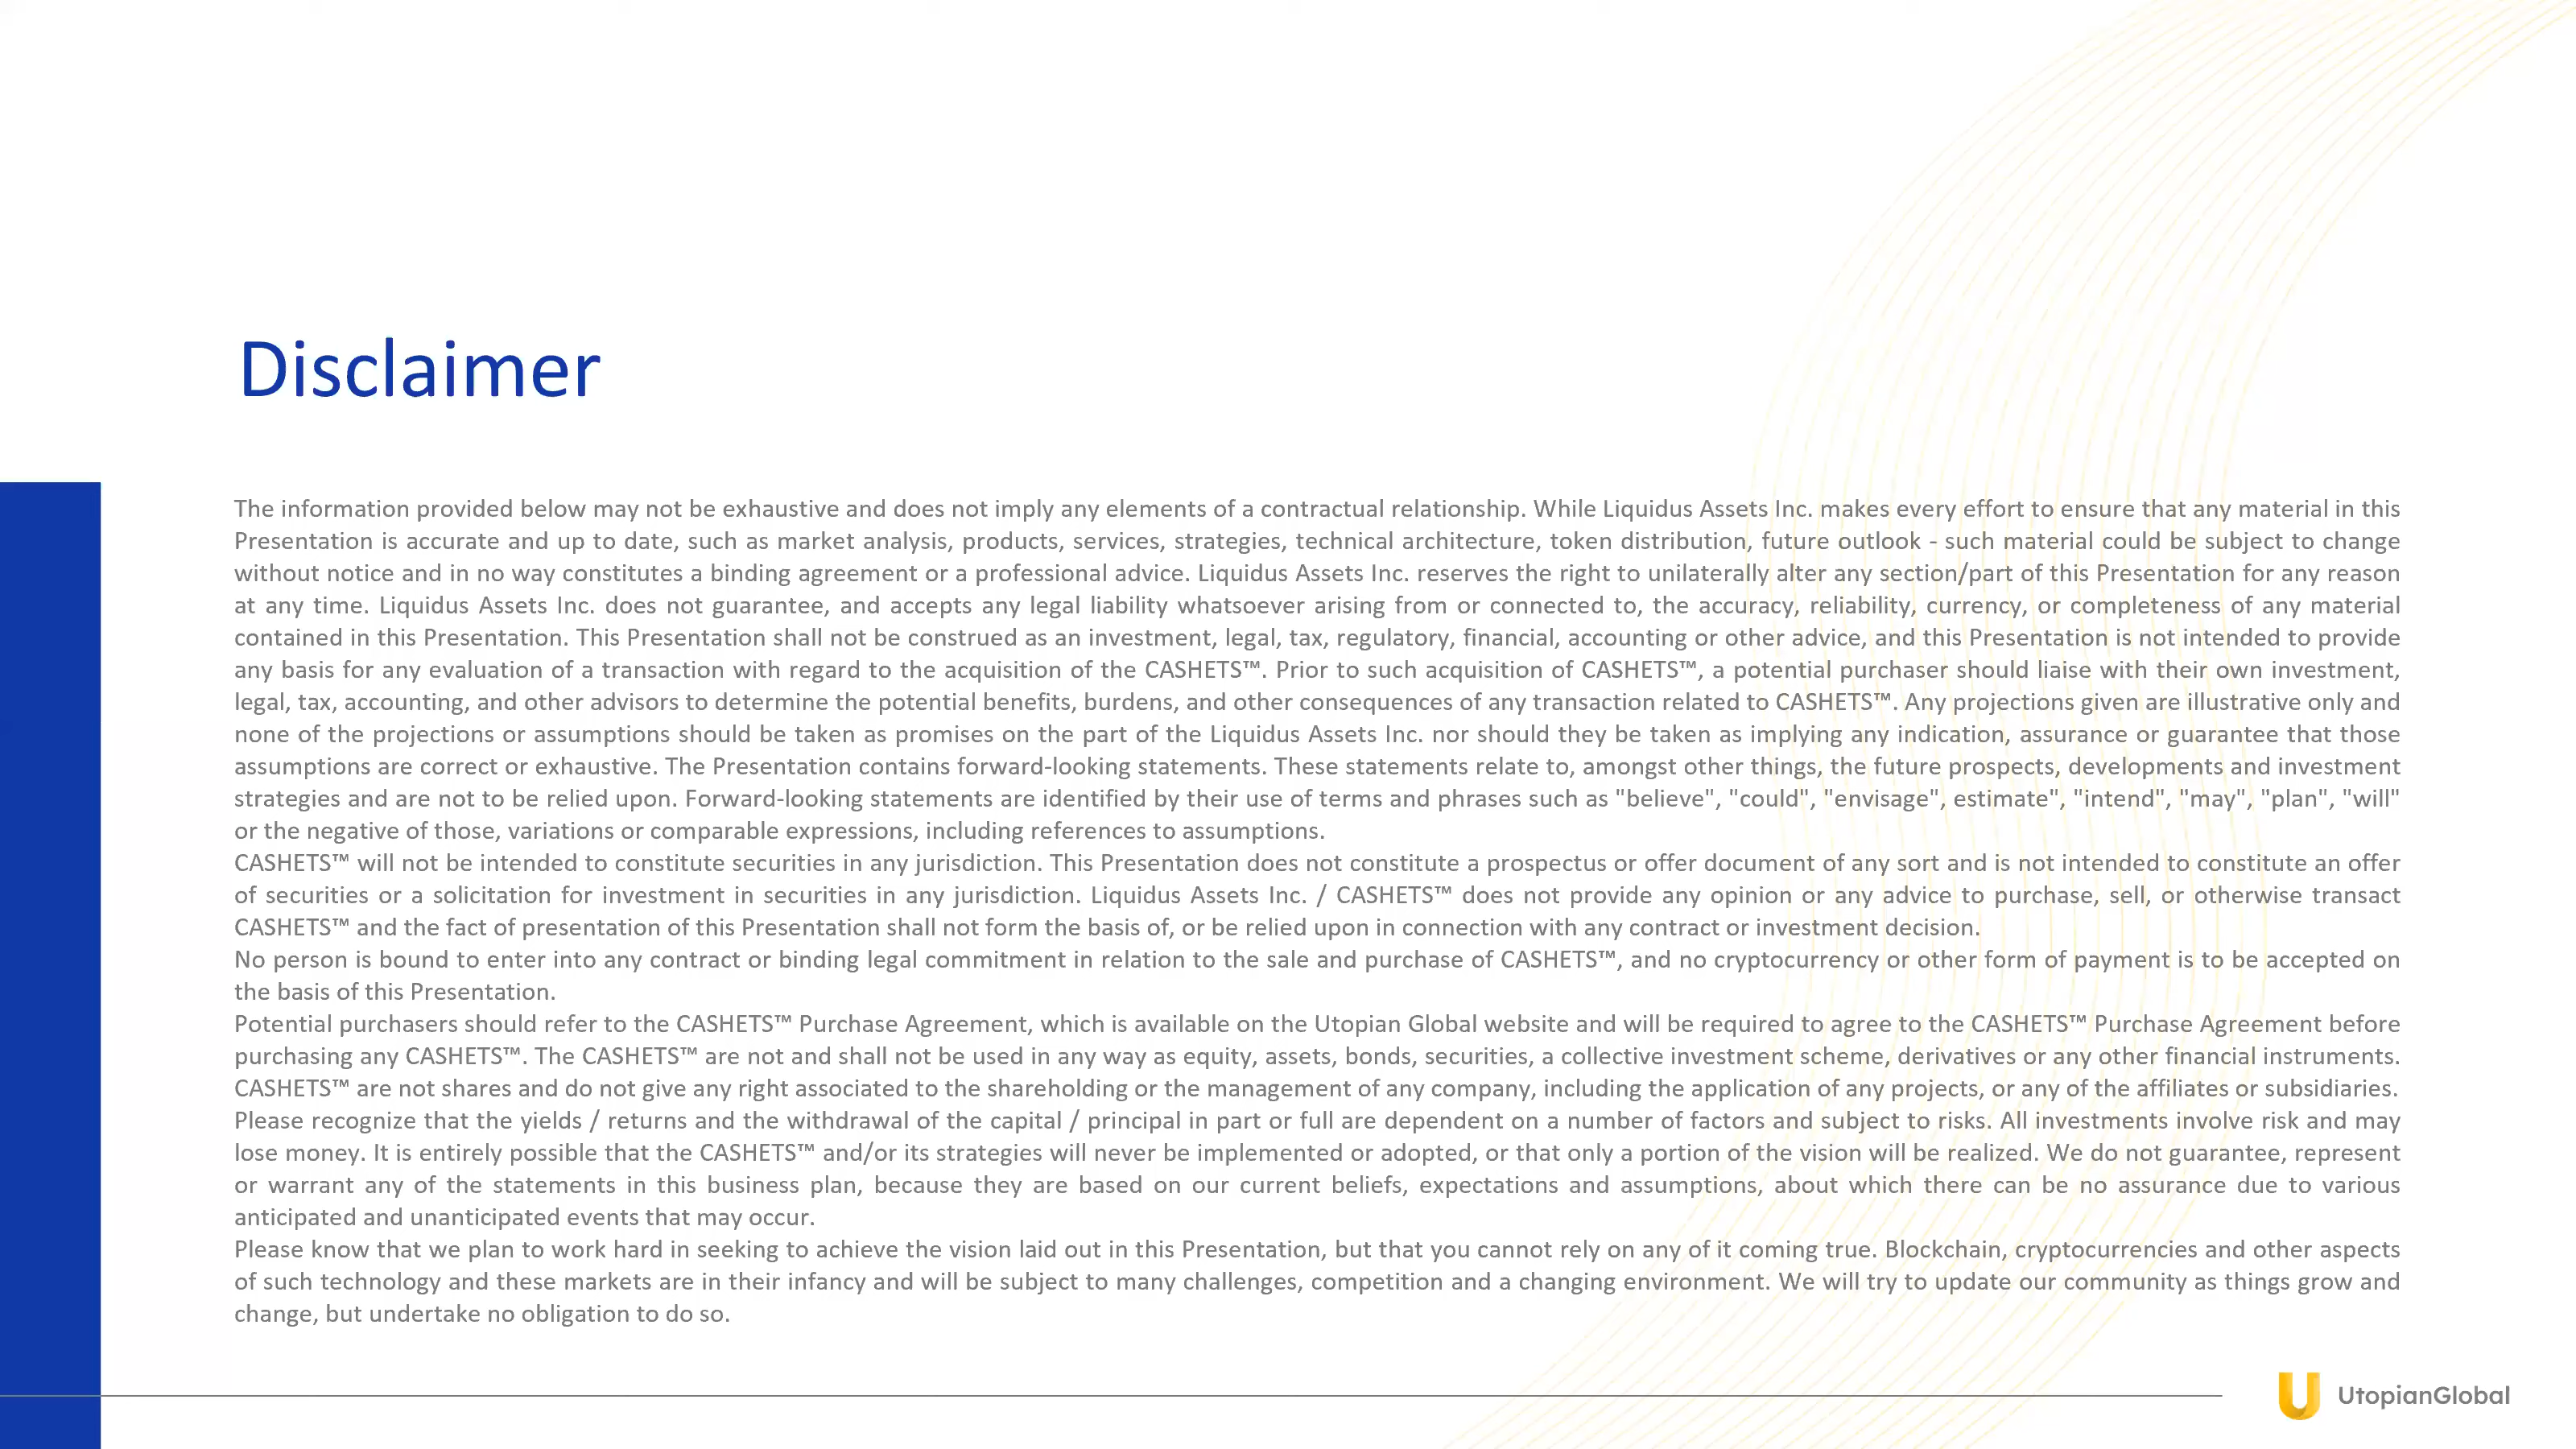 Disclaimer
The information provided below may not be exhaustive and does not imply any elements of a contractual relationship. While Liquidus Assets Inc. makes every effort to ensure that any material in this
Presentation is accurate and up to date, such as market analysis, products, services, strategies, technical architecture, token distribution, future outlook - such material could be subject to change
without notice and in no way constitutes a binding agreement or a professional advice. Liquidus Assets Inc. reserves the right to unilaterally alter any section/part of this Presentation for any reason
at any time. Liquidus Assets Inc. does not guarantee, and accepts any legal liability whatsoever arising from or connected to, the accuracy, reliability, currency, or completeness of any material
contained in this Presentation. This Presentation shall not be construed as an investment, legal, tax, regulatory, financial, accounting or other advice, and this Presentation is not intended to provide
any basis for any evaluation of a transaction with regard to the acquisition of the CASHETS™. Prior to such acquisition of CASHETS™, a potential purchaser should liaise with their own investment,
legal, tax, accounting, and other advisors to determine the potential benefits, burdens, and other consequences of any transaction related to CASHETS™. Any projections given are illustrative only and
none of the projections or assumptions should be taken as promises on the part of the Liquidus Assets Inc. nor should they be taken as implying any indication, assurance or guarantee that those
assumptions are correct or exhaustive. The Presentation contains forward-looking statements. These statements relate to, amongst other things, the future prospects, developments and investment
strategies and are not to be relied upon. Forward-looking statements are identified by their use of terms and phrases such as "believe", "could", "envisage", estimate", "intend", "may", "plan", "will"
or the negative of those, variations or comparable expressions, including references to assumptions.
CASHETS™ will not be intended to constitute securities in any jurisdiction. This Presentation does not constitute a prospectus or offer document of any sort and is not intended to constitute an offer
of securities or a solicitation for investment in securities in any jurisdiction. Liquidus Assets Inc. / CASHETS™ does not provide any opinion or any advice to purchase, sell, or otherwise transact
CASHETS™ and the fact of presentation of this Presentation shall not form the basis of, or be relied upon in connection with any contract or investment decision.
No person is bound to enter into any contract or binding legal commitment in relation to the sale and purchase of CASHETS™, and no cryptocurrency or other form of payment is to be accepted on
the basis of this Presentation.
Potential purchasers should refer to the CASHETS™ Purchase Agreement, which is available on the Utopian Global website and will be required to agree to the CASHETS™ Purchase Agreement before
purchasing any CASHETS™. The CASHETS™ are not and shall not be used in any way as equity, assets, bonds, securities, a collective investment scheme, derivatives or any other financial instruments.
CASHETS™ are not shares and do not give any right associated to the shareholding or the management of any company, including the application of any projects, or any of the affiliates or subsidiaries.
Please recognize that the yields / returns and the withdrawal of the capital / principal in part or full are dependent on a number of factors and subject to risks. All investments involve risk and may
lose money. It is entirely possible that the CASHETS™ and/or its strategies will never be implemented or adopted, or that only a portion of the vision will be realized. We do not guarantee, represent
or warrant any of the statements in this business plan, because they are based on our current beliefs, expectations and assumptions, about which there can be no assurance due to various
anticipated and unanticipated events that may occur.
Please know that we plan to work hard in seeking to achieve the vision laid out in this Presentation, but that you cannot rely on any of it coming true. Blockchain, cryptocurrencies and other aspects
of such technology and these markets are in their infancy and will be subject to many challenges, competition and a changing environment. We will try to update our community as things grow and
change, but undertake no obligation to do so.
UtopianGlobal